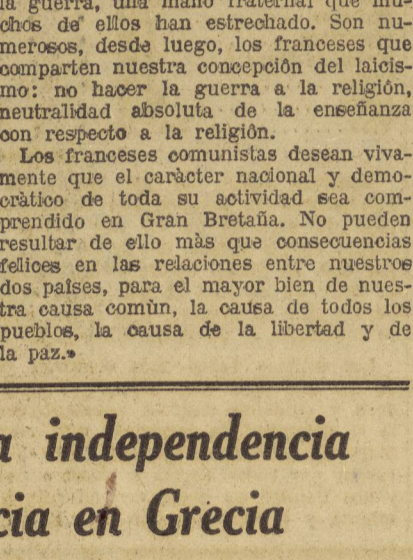 la guerra, una mano fraternal que mu-
chos de ellos han estrechado. Son nu-
merosos, desde luego, los franceses que
comparten nuestra concepción del laicis-
mo: no hacer la guerra a la religión,
neutralidad absoluta de la enseñanza
con respecto a la religión.
Los franceses comunistas desean viva-
mente que el caràcter nacional y demo-
cràtico de toda su actividad sea com-
prendido en Gran Bretaña. No pueden
resultar de ello màs que consecuencias
felices en las relaciones entre nuestros
dos países, para el mayor bien de nues-
tra causa comùn, la causa de todos los
pueblos, la causa de la libertad y de
la paz.»
a independencia
cia en Grecia